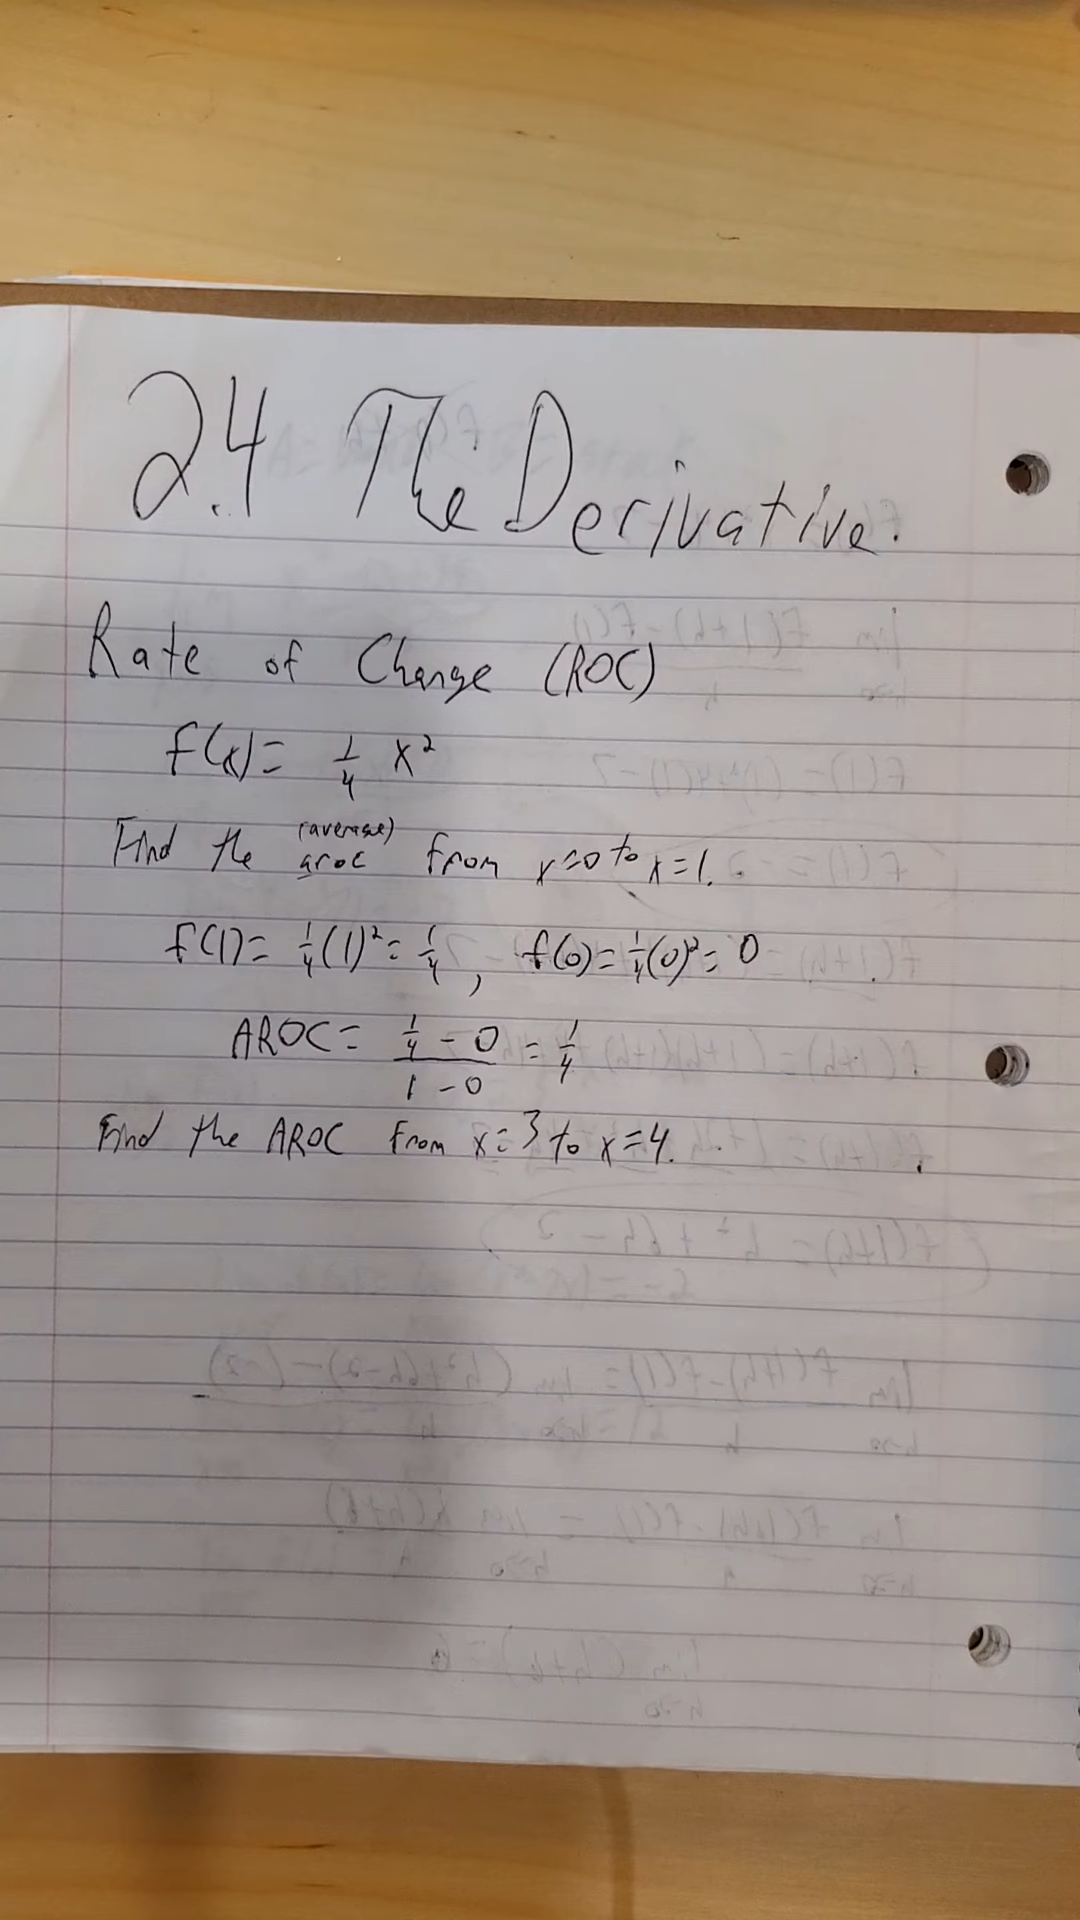 2.4 The Derivative.
Rate of Change (ROC)
f(x) = 1/4 x²
Find the (average) aroc from x=0 to x=1.
f(1) = 1/4(1)² = 1/4, f(0) = 1/4(0)² = 0
AROC = (1/4 - 0)/(1 - 0) = 1/4
Find the AROC from x=3 to x=4.